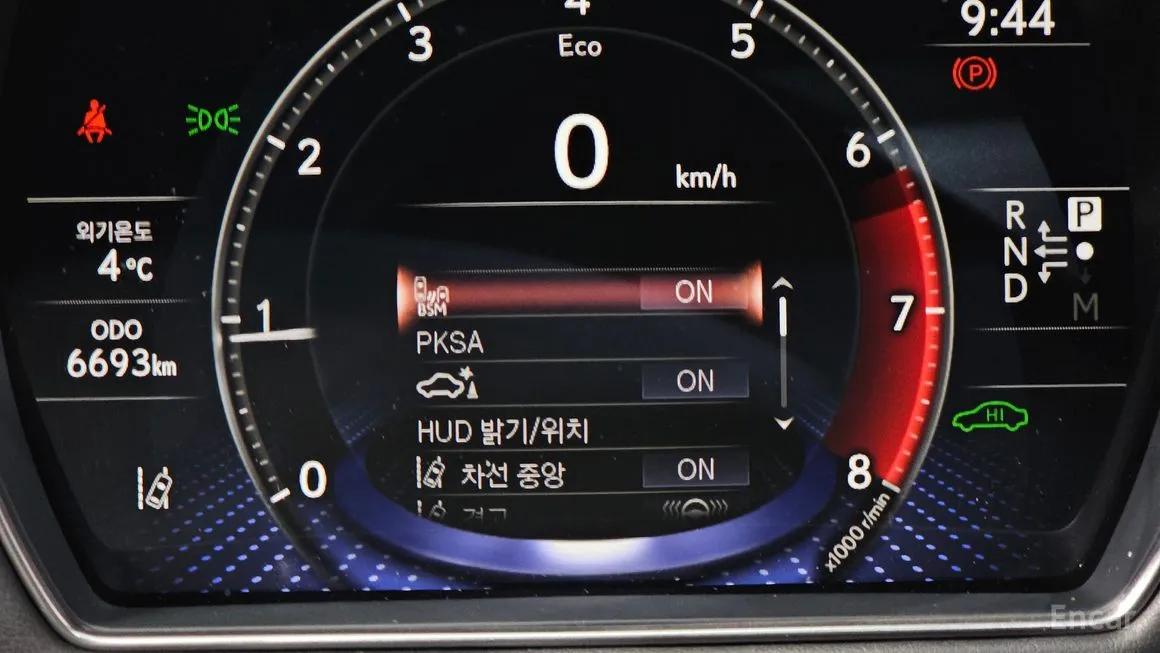 9:44
3
4
5
Eco
2
0
6
km/h
외기온도
4°C
ODO
6693km
1
7
R
N
D
P
M
BSM ON
PKSA
ON
HUD 밝기/위치
차선 중앙 ON
경고
HI
0
8
x1000 r/min
P
Encar